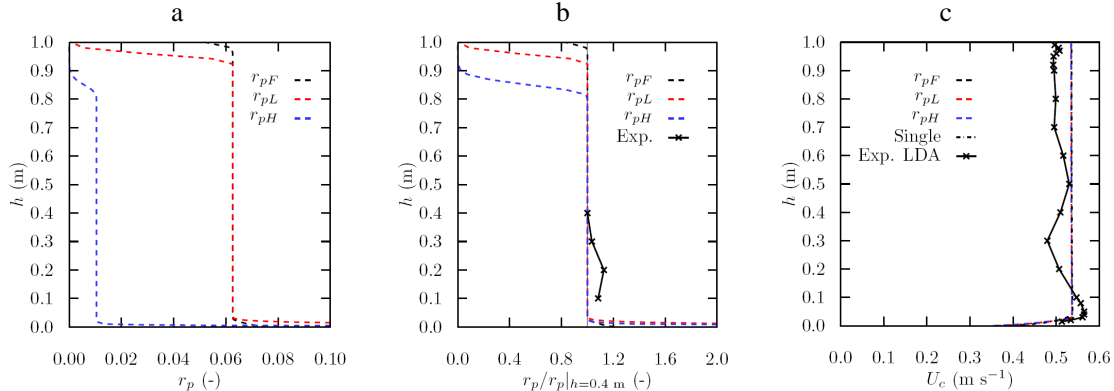 a
1.0
0.9
0.8
0.7
0.6
0.5
0.4
0.3
0.2
0.1
0.0
h (m)
r_pF
r_pL
r_pH
0.00 0.02 0.04 0.06 0.08 0.10
r_p (-)
b
1.0
0.9
0.8
0.7
0.6
0.5
0.4
0.3
0.2
0.1
0.0
h (m)
r_pF
r_pL
r_pH
Exp.
0.0 0.4 0.8 1.2 1.6 2.0
r_p/r_p|_h=0.4 m (-)
c
1.0
0.9
0.8
0.7
0.6
0.5
0.4
0.3
0.2
0.1
0.0
h (m)
r_pF
r_pL
r_pH
Single
Exp. LDA
0.0 0.1 0.2 0.3 0.4 0.5 0.6
U_c (m s⁻¹)